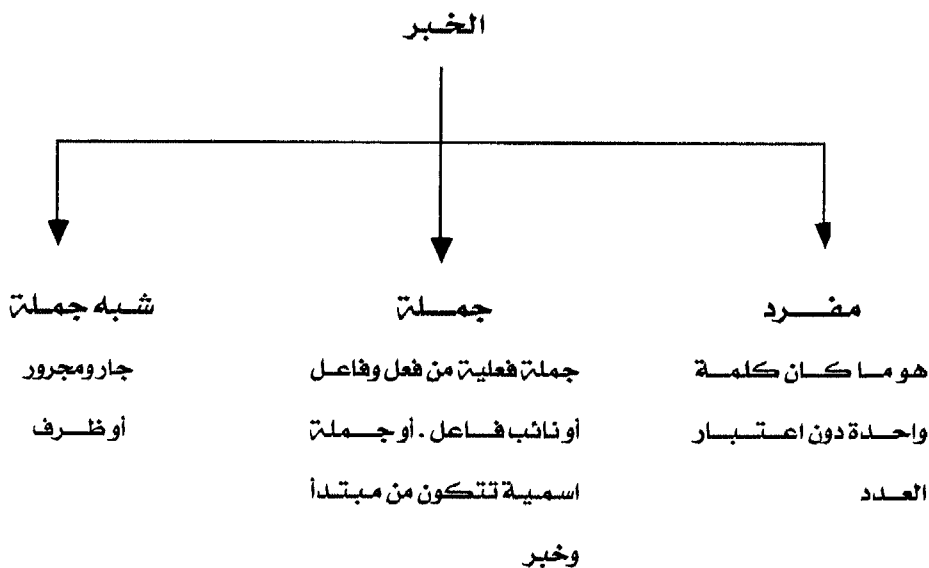 الخبر
مفرد
هو ما كان كلمة
واحدة دون اعتبار
العدد
جملة
جملة فعلية من فعل وفاعل
أو نائب فاعل . أو جملة
اسمية تتكون من مبتدأ
وخبر
شبه جملة
جار ومجرور
أو ظرف